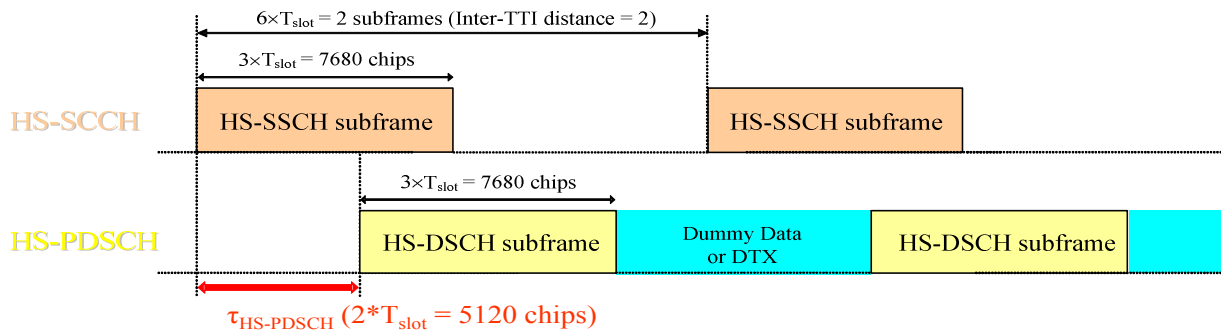 6×Tslot = 2 subframes (Inter-TTI distance = 2)
3×Tslot = 7680 chips
HS-SCCH
HS-SSCH subframe
HS-SSCH subframe
3×Tslot = 7680 chips
HS-PDSCH
HS-DSCH subframe
Dummy Data
or DTX
HS-DSCH subframe
τHS-PDSCH (2*Tslot = 5120 chips)